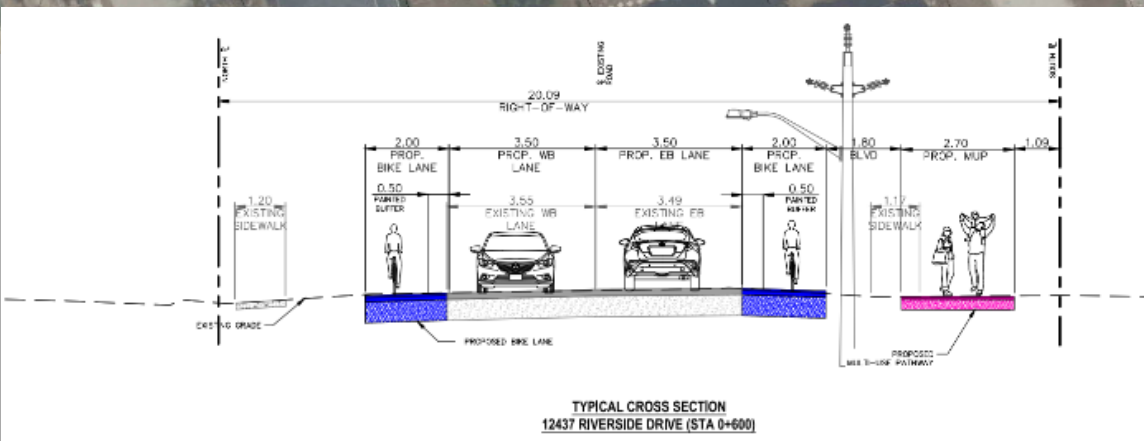 NORTH ℞
℄ EXISTING
ROAD
20.09
RIGHT-OF-WAY
2.00
PROP.
BIKE LANE
3.50
PROP. WB
LANE
3.50
PROP. EB LANE
2.00
PROP.
BIKE LANE
1.80
BLVD
2.70
PROP. MUP
1.09
0.50
PAINTED
BUFFER
0.50
PAINTED
BUFFER
1.20
EXISTING
SIDEWALK
3.55
EXISTING WB
LANE
3.49
EXISTING EB
LANE
1.17
EXISTING
SIDEWALK
EXISTING GRADE
PROPOSED BIKE LANE
PROPOSED
MULTI-USE PATHWAY
TYPICAL CROSS SECTION
12437 RIVERSIDE DRIVE (STA 0+600)